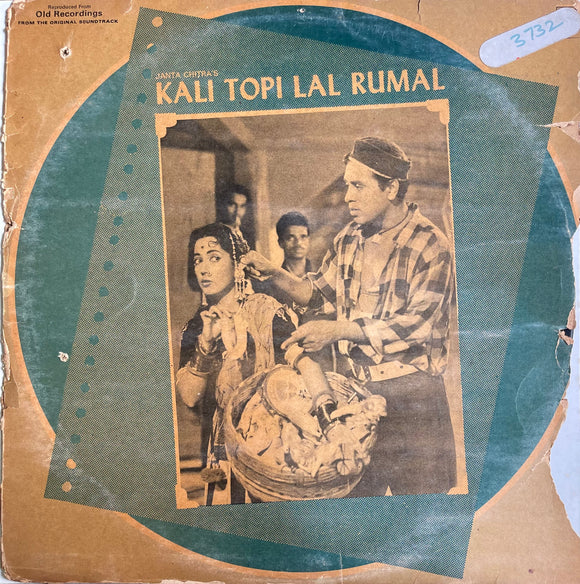 Reproduced From
Old Recordings
FROM THE ORIGINAL SOUNDTRACK
3732
JANTA CHITRA'S
KALI TOPI LAL RUMAL